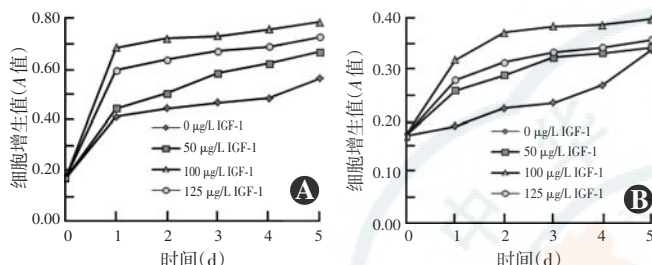 细胞增生值(A 值)
0.80
0.60
0.40
0.20
0.00
0 μg/L IGF-1
50 μg/L IGF-1
100 μg/L IGF-1
125 μg/L IGF-1
A
0 1 2 3 4 5
时间(d)
细胞增生值(A 值)
0.40
0.30
0.20
0.10
0.00
0 μg/L IGF-1
50 μg/L IGF-1
100 μg/L IGF-1
125 μg/L IGF-1
B
0 1 2 3 4 5
时间(d)
中